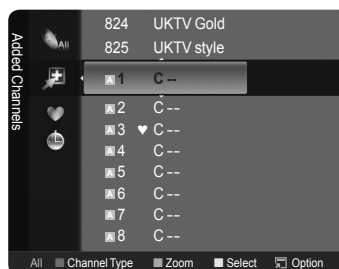 Added Channels
All
824 UKTV Gold
825 UKTV style
A 1 C --
A 2 C --
A 3 ♥ C --
A 4 C --
A 5 C --
A 6 C --
A 7 C --
A 8 C --
All Channel Type Zoom Select Option